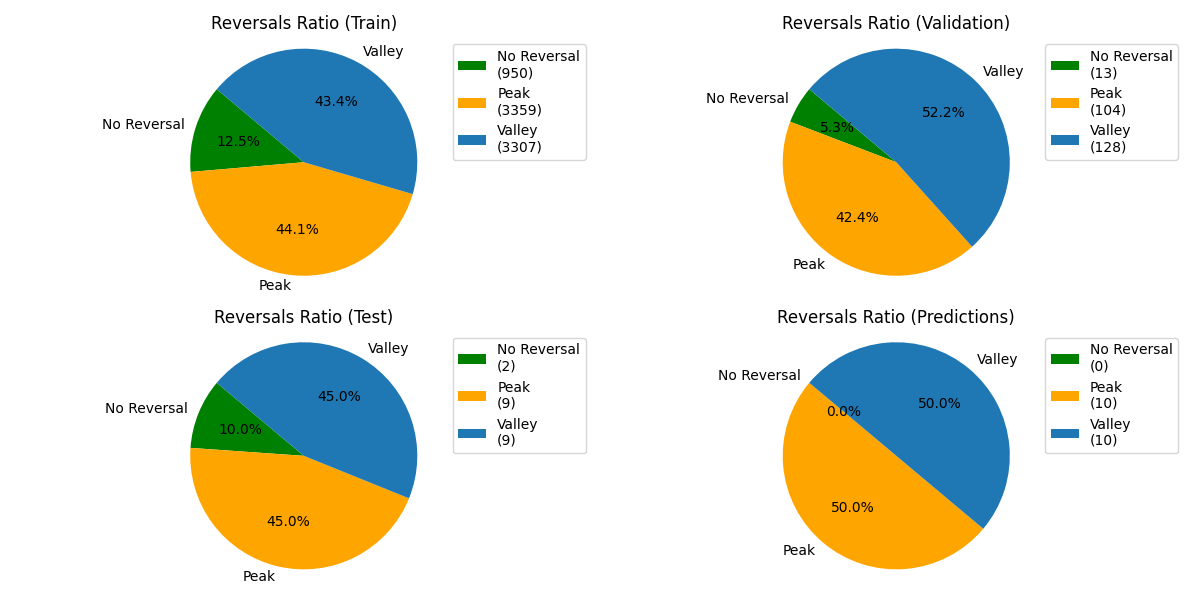 Reversals Ratio (Train)
Valley
No Reversal
Peak
43.4%
12.5%
44.1%
No Reversal
(950)
Peak
(3359)
Valley
(3307)
Reversals Ratio (Validation)
Valley
No Reversal
Peak
52.2%
5.3%
42.4%
No Reversal
(13)
Peak
(104)
Valley
(128)
Reversals Ratio (Test)
Valley
No Reversal
Peak
45.0%
10.0%
45.0%
No Reversal
(2)
Peak
(9)
Valley
(9)
Reversals Ratio (Predictions)
Valley
No Reversal
Peak
50.0%
0.0%
50.0%
No Reversal
(0)
Peak
(10)
Valley
(10)